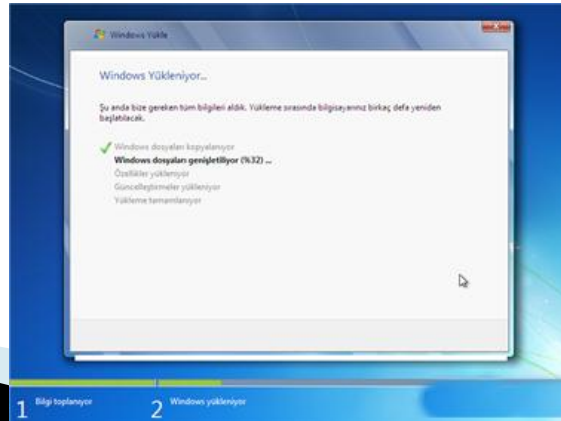 Windows Yükle
Windows Yükleniyor...
Şu anda bize gereken tüm bilgileri aldık. Yükleme sırasında bilgisayarınız birkaç defa yeniden
başlatılacak.
Windows dosyaları kopyalanıyor
Windows dosyaları genişletiliyor (%32) ...
Özellikler yükleniyor
Güncelleştirmeler yükleniyor
Yükleme tamamlanıyor
1 Bilgi toplanıyor
2 Windows yükleniyor